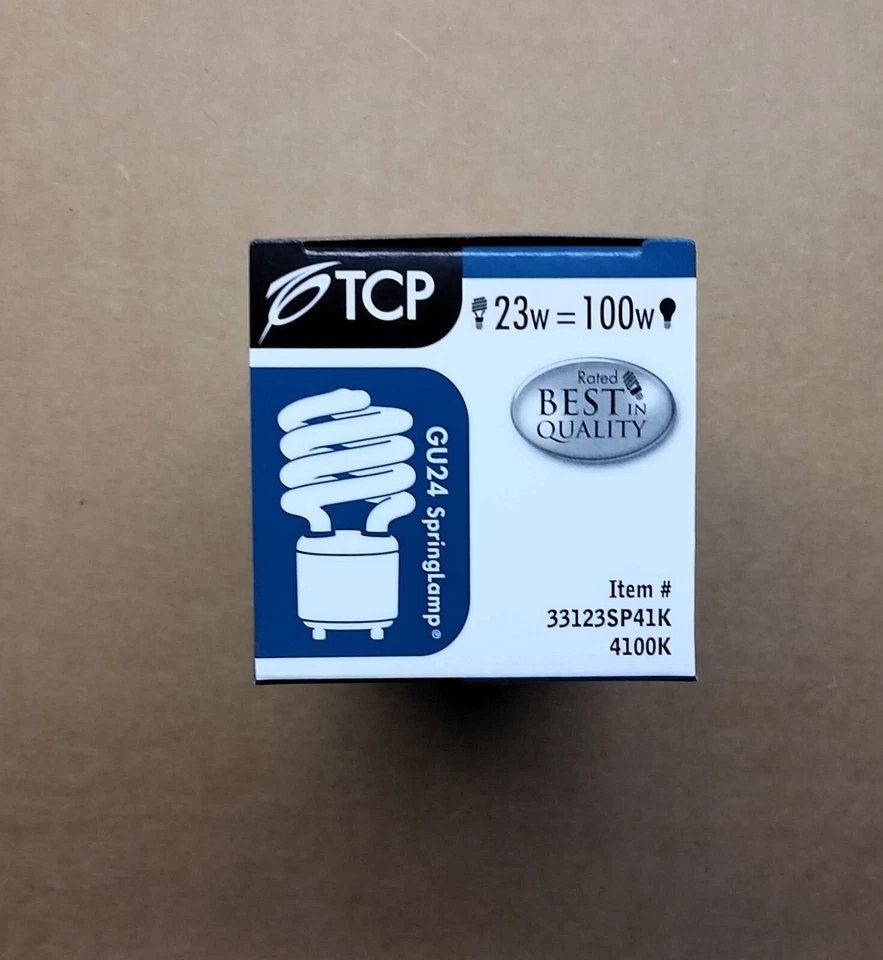 TCP
23w = 100w
Rated
BEST IN
QUALITY
GU24 SpringLamp®
Item #
33123SP41K
4100K